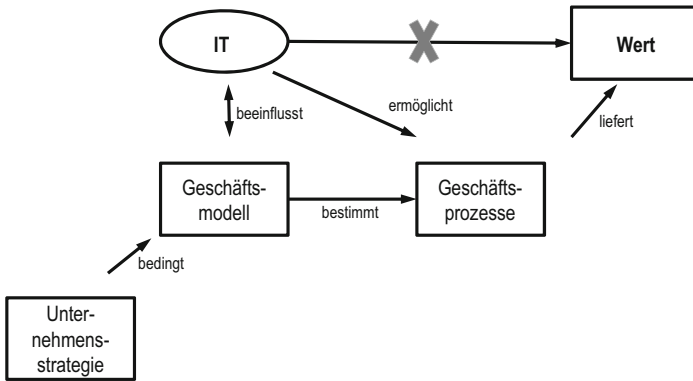 IT
Wert
beeinflusst
ermöglicht
liefert
Geschäfts-
modell
bestimmt
Geschäfts-
prozesse
bedingt
Unter-
nehmens-
strategie